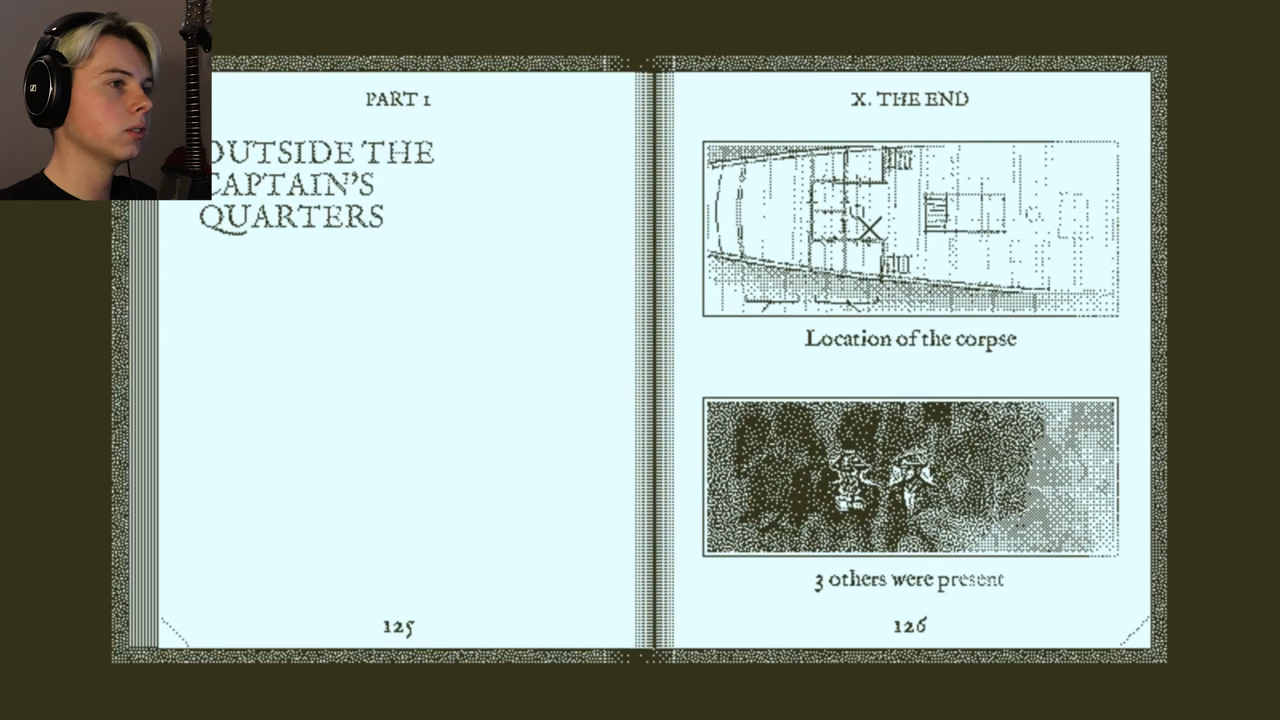 PART 1
OUTSIDE THE
CAPTAIN'S
QUARTERS
125
X. THE END
Location of the corpse
3 others were present
126